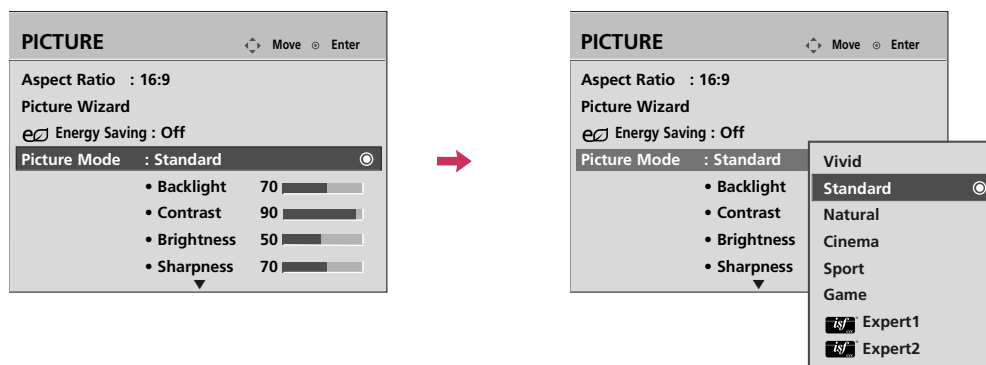 PICTURE Move Enter
Aspect Ratio : 16:9
Picture Wizard
e Energy Saving : Off
Picture Mode : Standard
• Backlight 70
• Contrast 90
• Brightness 50
• Sharpness 70
PICTURE Move Enter
Aspect Ratio : 16:9
Picture Wizard
e Energy Saving : Off
Picture Mode : Standard
• Backlight
• Contrast
• Brightness
• Sharpness
Vivid
Standard
Natural
Cinema
Sport
Game
isf Expert1
isf Expert2